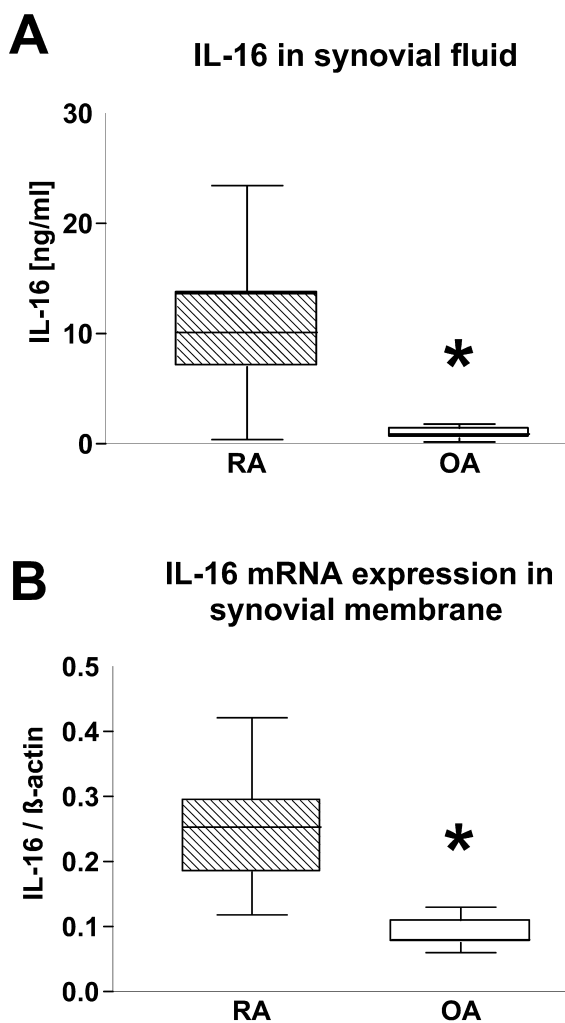 A
IL-16 in synovial fluid
30
20
10
0
IL-16 [ng/ml]
*
RA
OA
B
IL-16 mRNA expression in
synovial membrane
0.5
0.4
0.3
0.2
0.1
0.0
IL-16 / ß-actin
*
RA
OA